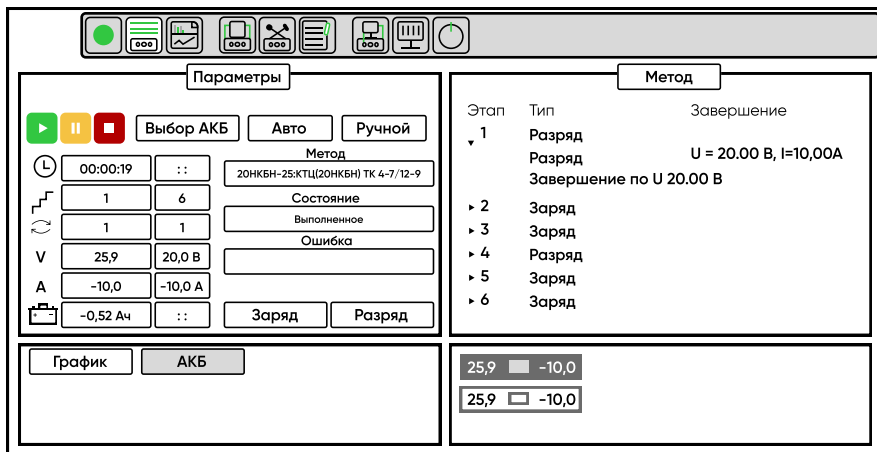 Параметры
Выбор АКБ
Авто
Ручной
Метод
00:00:19
::
20НКБН-25:КТЦ(20НКБН) ТК 4-7/12-9
1
6
Состояние
Выполненное
1
1
Ошибка
V
25,9
20,0 В
A
-10,0
-10,0 А
-0,52 Ач
::
Заряд
Разряд
Метод
Этап
Тип
Завершение
1
Разряд
Разряд
U = 20.00 В, I=10,00А
Завершение по U 20.00 В
2
Заряд
3
Заряд
4
Разряд
5
Заряд
6
Заряд
График
АКБ
25,9
-10,0
25,9
-10,0